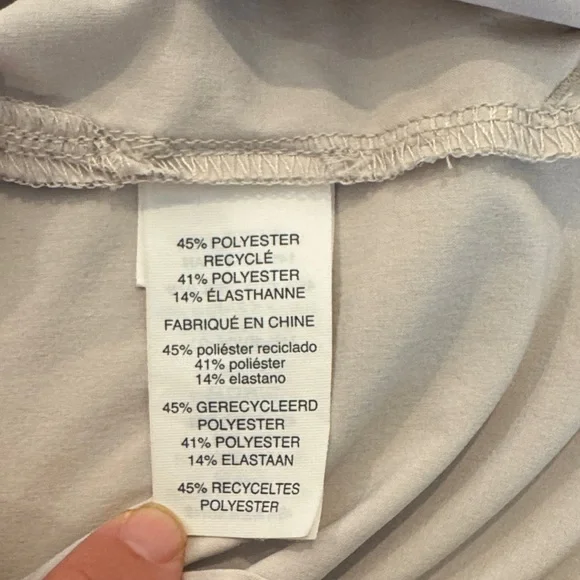 45% POLYESTER
RECYCLÉ
41% POLYESTER
14% ÉLASTHANNE
FABRIQUÉ EN CHINE
45% poliéster reciclado
41% poliéster
14% elastano
45% GERECYCLEERD
POLYESTER
41% POLYESTER
14% ELASTAAN
45% RECYCELTES
POLYESTER